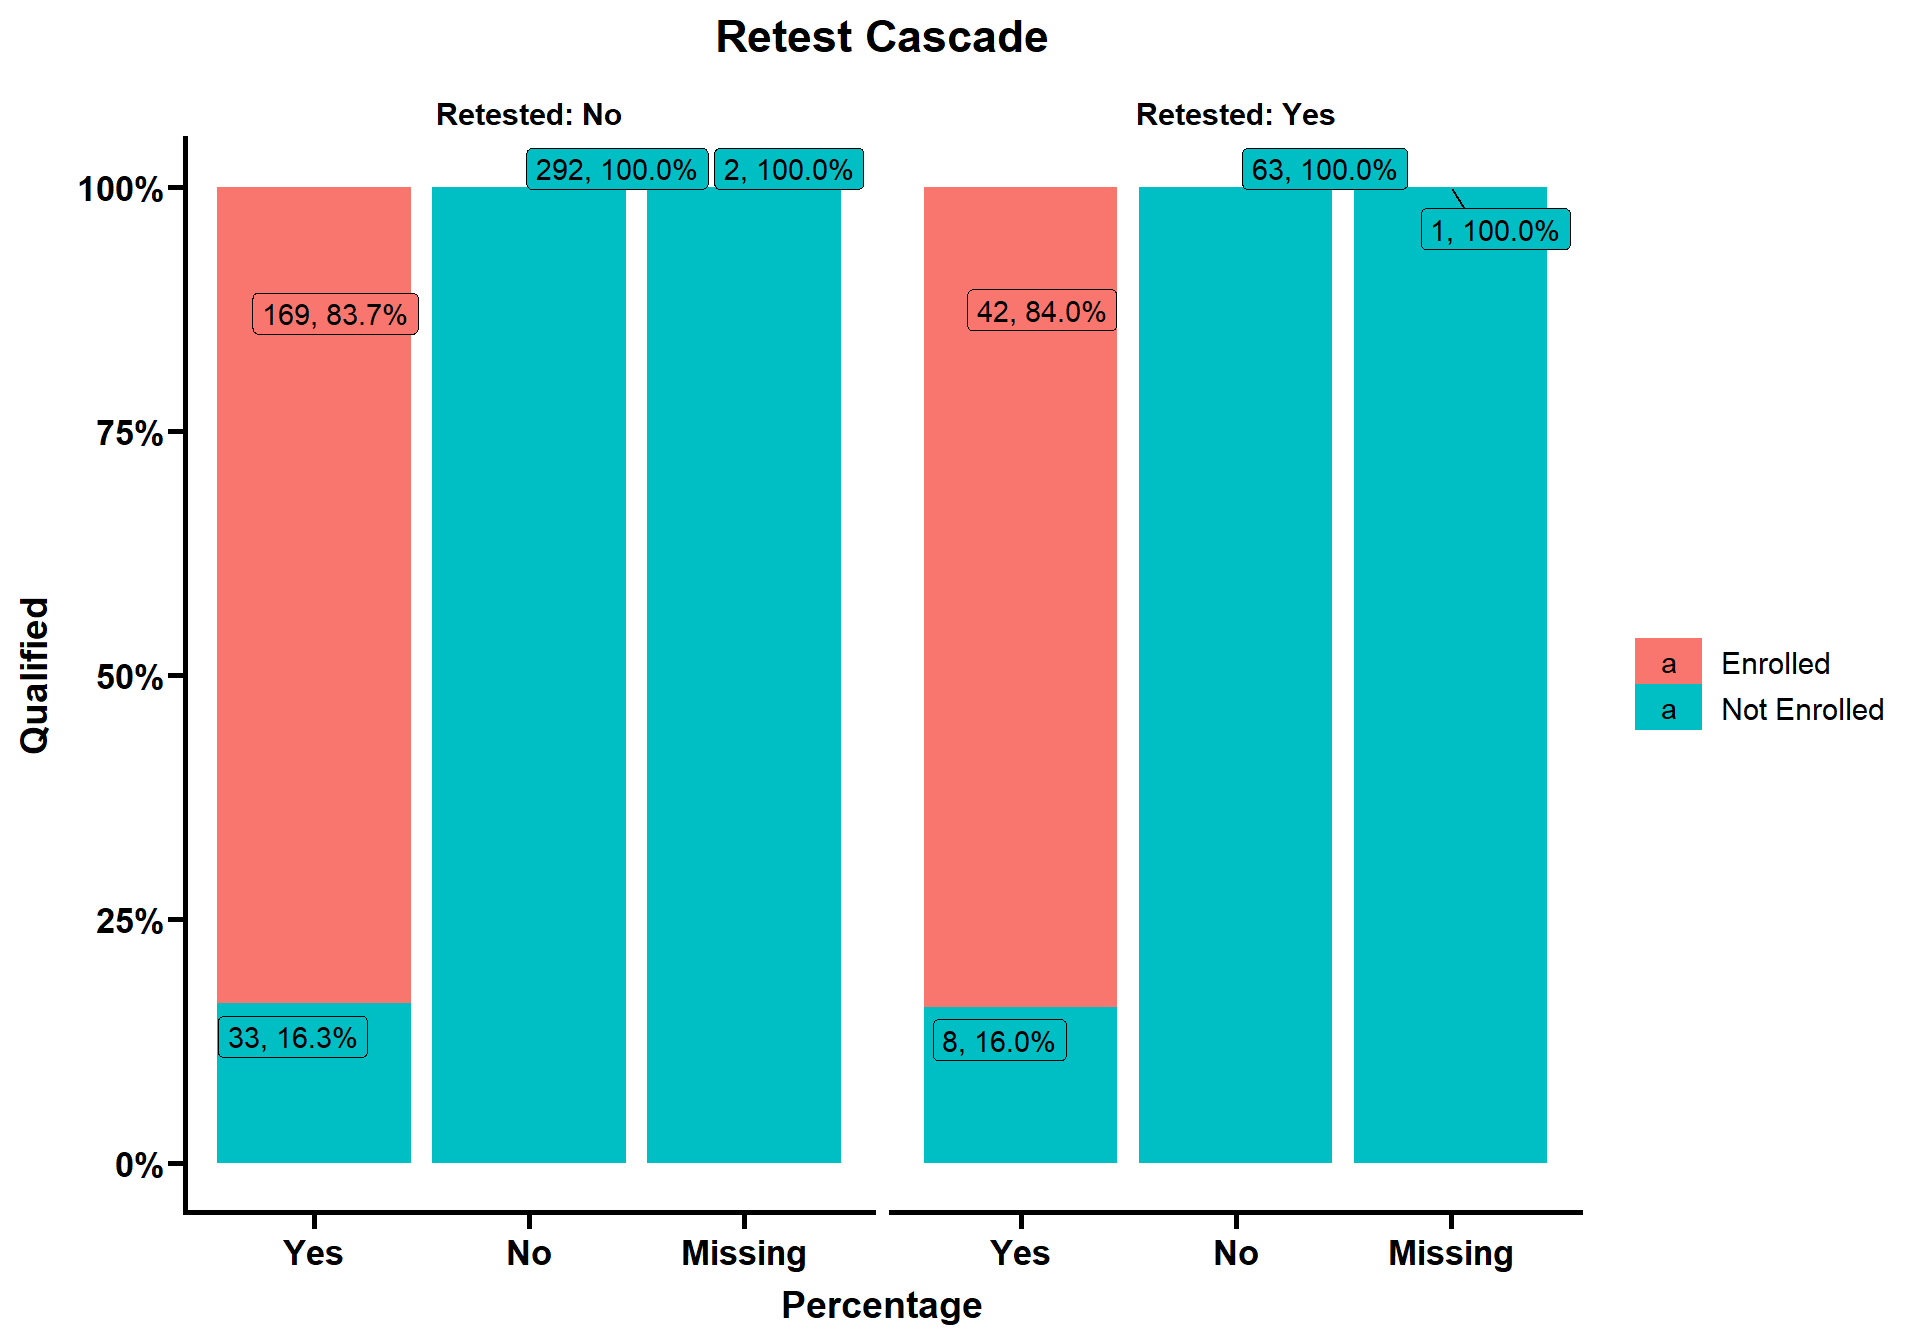 Retest Cascade
Retested: No
Retested: Yes
292, 100.0%
2, 100.0%
63, 100.0%
1, 100.0%
169, 83.7%
42, 84.0%
33, 16.3%
8, 16.0%
100%
75%
50%
25%
0%
Qualified
Yes
No
Missing
Yes
No
Missing
Percentage
a Enrolled
a Not Enrolled